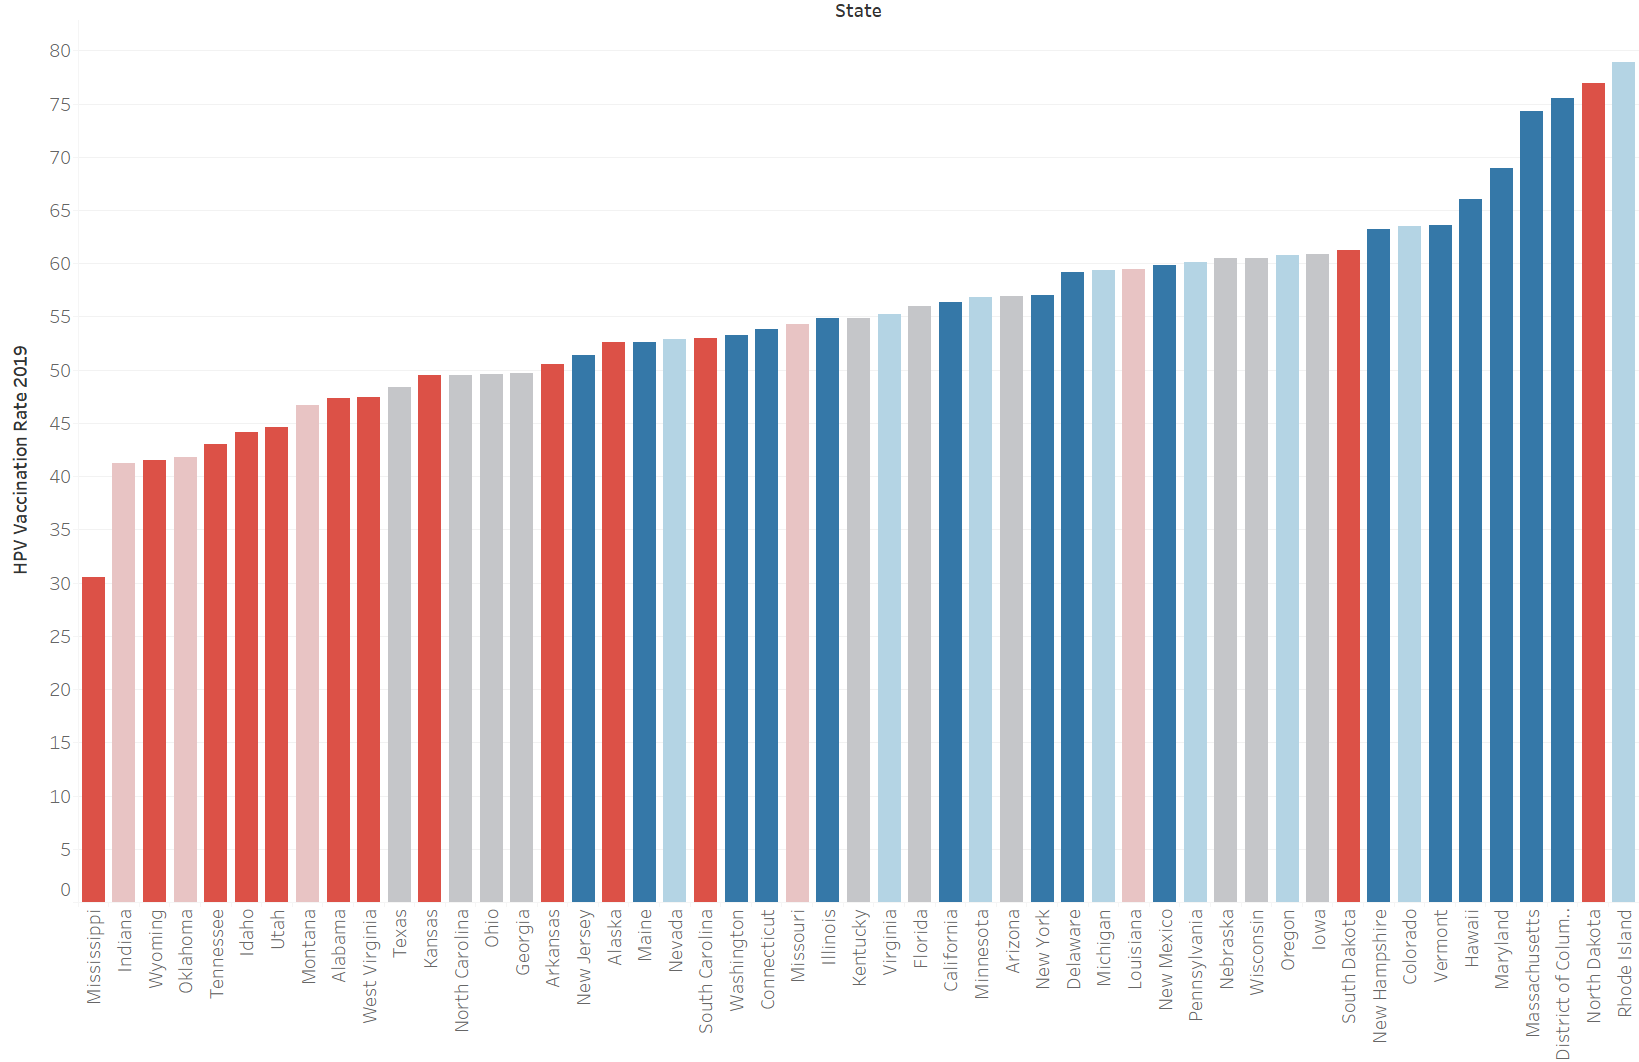 State
HPV Vaccination Rate 2019
80
75
70
65
60
55
50
45
40
35
30
25
20
15
10
5
0
Mississippi
Indiana
Wyoming
Oklahoma
Tennessee
Idaho
Utah
Montana
Alabama
West Virginia
Texas
Kansas
North Carolina
Ohio
Georgia
Arkansas
New Jersey
Alaska
Maine
Nevada
South Carolina
Washington
Connecticut
Missouri
Illinois
Kentucky
Virginia
Florida
California
Minnesota
Arizona
New York
Delaware
Michigan
Louisiana
New Mexico
Pennsylvania
Nebraska
Wisconsin
Oregon
Iowa
South Dakota
New Hampshire
Colorado
Vermont
Hawaii
Maryland
Massachusetts
District of Colum..
North Dakota
Rhode Island